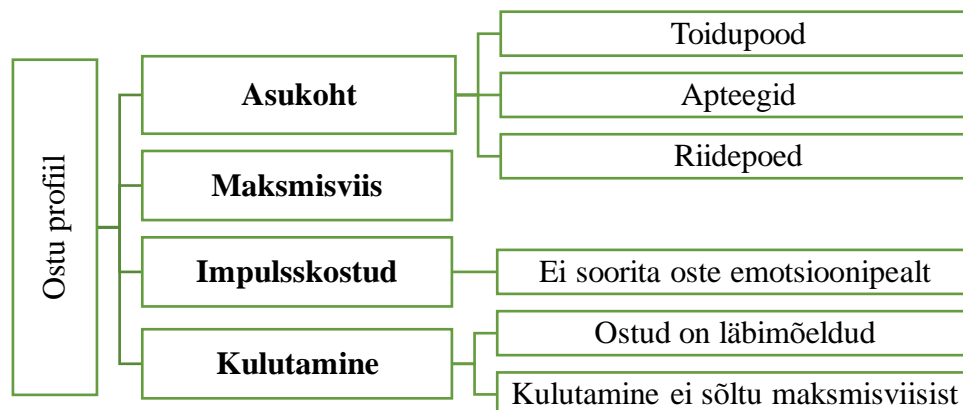 Ostu profiil
Asukoht
Toidupood
Apteegid
Riidepoed
Maksmisviis
Impulsskostud
Ei soorita oste emotsioonipealt
Kulutamine
Ostud on läbimõeldud
Kulutamine ei sõltu maksmisviisist